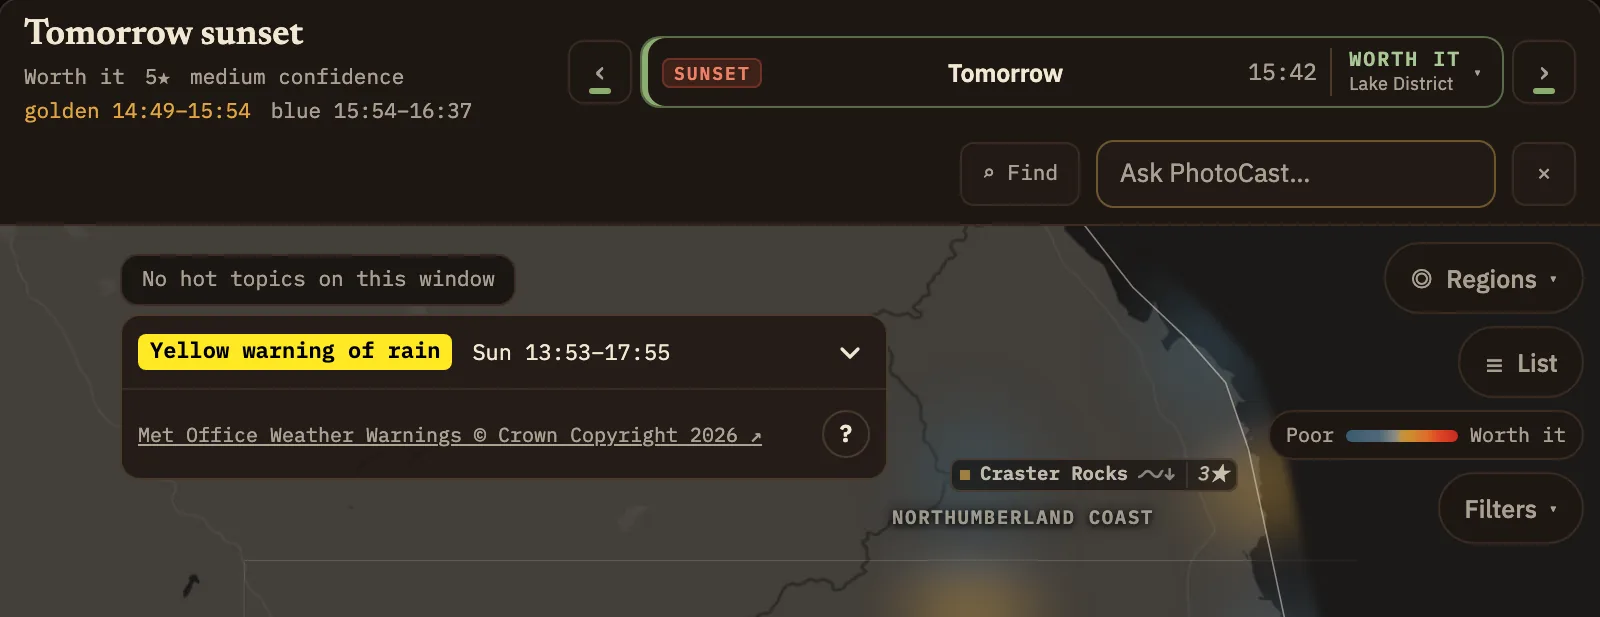 Tomorrow sunset
Worth it 5★ medium confidence
golden 14:49–15:54 blue 15:54–16:37
‹
SUNSET Tomorrow 15:42 WORTH IT
Lake District ▾
›
⌕ Find
Ask PhotoCast...
×
No hot topics on this window
Yellow warning of rain Sun 13:53–17:55
Met Office Weather Warnings © Crown Copyright 2026 ↗
?
◎ Regions ▾
≡ List
Poor Worth it
Filters ▾
Craster Rocks 3★
NORTHUMBERLAND COAST